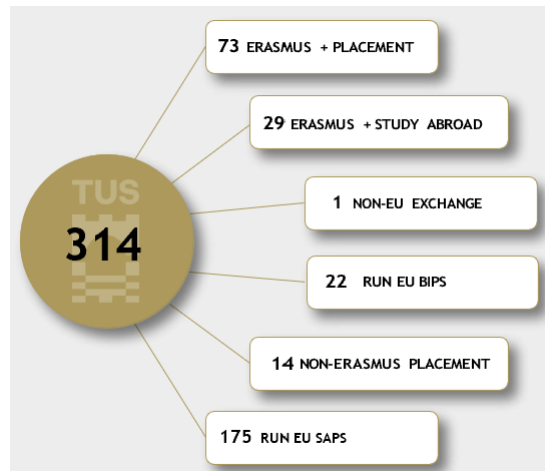 73 ERASMUS + PLACEMENT
29 ERASMUS + STUDY ABROAD
TUS
314
1 NON-EU EXCHANGE
22 RUN EU BIPS
14 NON-ERASMUS PLACEMENT
175 RUN EU SAPS